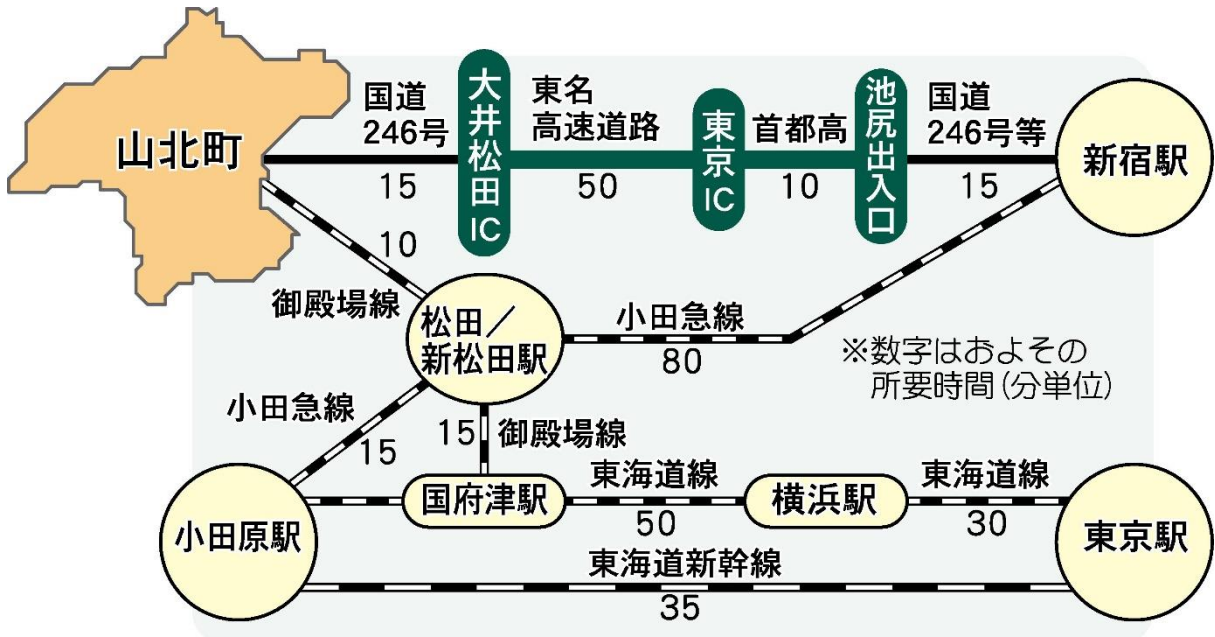 山北町
国道
246号
15
大井松田IC
東名
高速道路
50
東京IC
首都高
10
池尻出入口
国道
246号等
15
新宿駅
10
御殿場線
松田／
新松田駅
小田急線
80
※数字はおよその
所要時間(分単位)
小田急線
15
15
御殿場線
小田原駅
国府津駅
東海道線
50
横浜駅
東海道線
30
東京駅
東海道新幹線
35